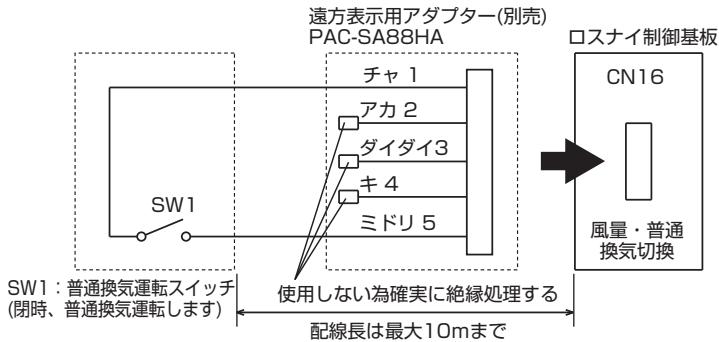 遠方表示用アダプター(別売)
PAC-SA88HA
ロスナイ制御基板
チャ 1
CN16
アカ 2
ダイダイ3
キ 4
SW1
ミドリ 5
風量・普通
換気切換
SW1：普通換気運転スイッチ
(閉時、普通換気運転します)
使用しない為確実に絶縁処理する
配線長は最大10mまで